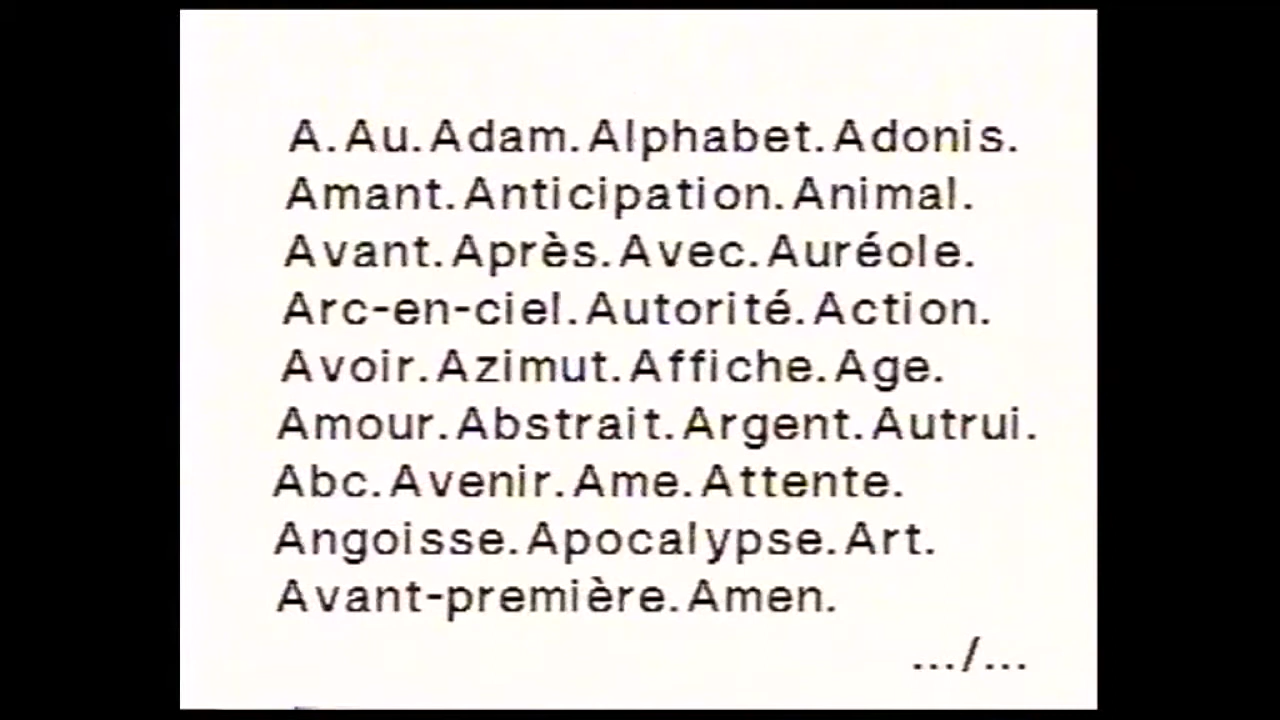 A. Au. Adam. Alphabet. Adonis.
Amant. Anticipation. Animal.
Avant. Après. Avec. Auréole.
Arc-en-ciel. Autorité. Action.
Avoir. Azimut. Affiche. Age.
Amour. Abstrait. Argent. Autrui.
Abc. Avenir. Ame. Attente.
Angoisse. Apocalypse. Art.
Avant-première. Amen.
.../...